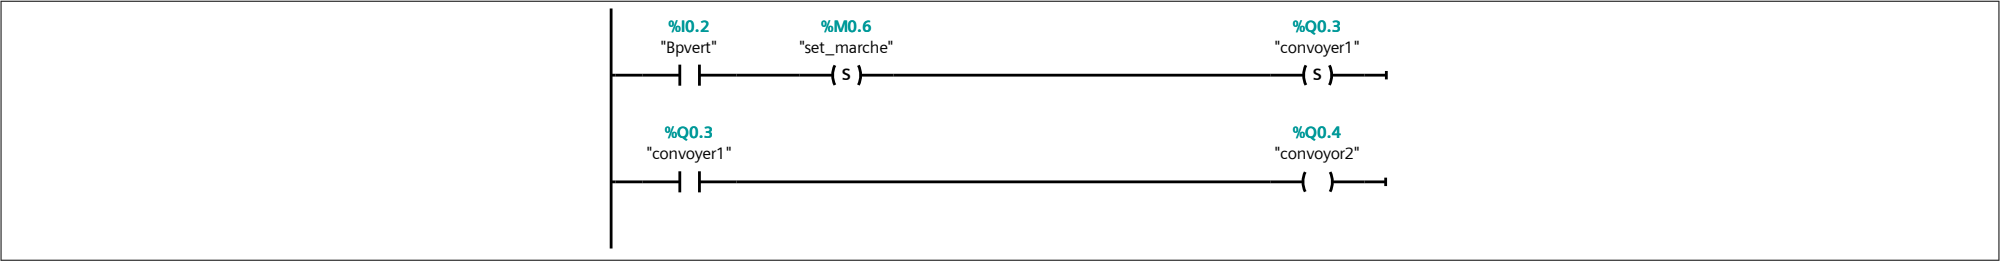 %I0.2 %M0.6 %Q0.3
"Bpvert" "set_marche" "convoyer1"
S S
%Q0.3 %Q0.4
"convoyer1" "convoyor2"